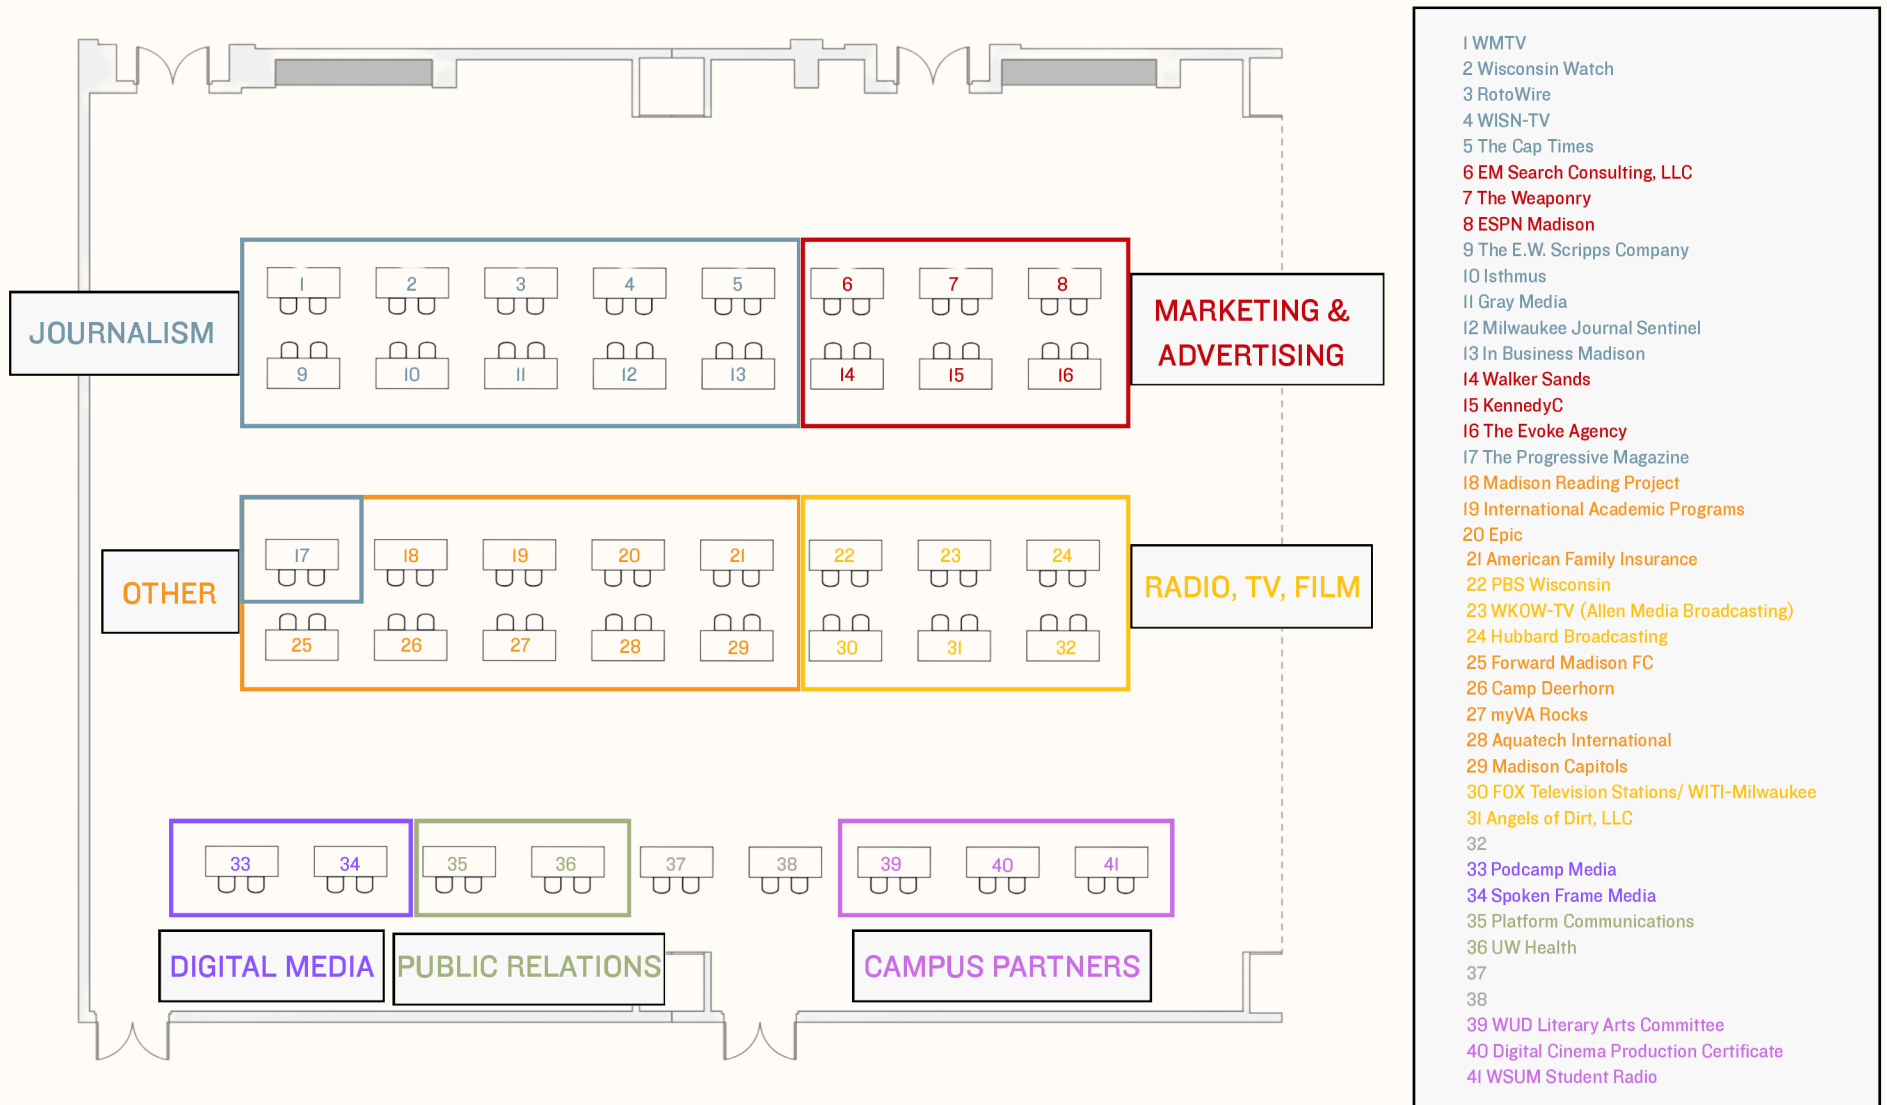 1 2 3 4 5 6 7 8
JOURNALISM
MARKETING &
ADVERTISING
9 10 11 12 13 14 15 16
17 18 19 20 21 22 23 24
OTHER
RADIO, TV, FILM
25 26 27 28 29 30 31 32
33 34 35 36 37 38 39 40 41
DIGITAL MEDIA
PUBLIC RELATIONS
CAMPUS PARTNERS
1 WMTV
2 Wisconsin Watch
3 RotoWire
4 WISN-TV
5 The Cap Times
6 EM Search Consulting, LLC
7 The Weaponry
8 ESPN Madison
9 The E.W. Scripps Company
10 Isthmus
11 Gray Media
12 Milwaukee Journal Sentinel
13 In Business Madison
14 Walker Sands
15 KennedyC
16 The Evoke Agency
17 The Progressive Magazine
18 Madison Reading Project
19 International Academic Programs
20 Epic
21 American Family Insurance
22 PBS Wisconsin
23 WKOW-TV (Allen Media Broadcasting)
24 Hubbard Broadcasting
25 Forward Madison FC
26 Camp Deerhorn
27 myVA Rocks
28 Aquatech International
29 Madison Capitols
30 FOX Television Stations/ WITI-Milwaukee
31 Angels of Dirt, LLC
32
33 Podcamp Media
34 Spoken Frame Media
35 Platform Communications
36 UW Health
37
38
39 WUD Literary Arts Committee
40 Digital Cinema Production Certificate
41 WSUM Student Radio